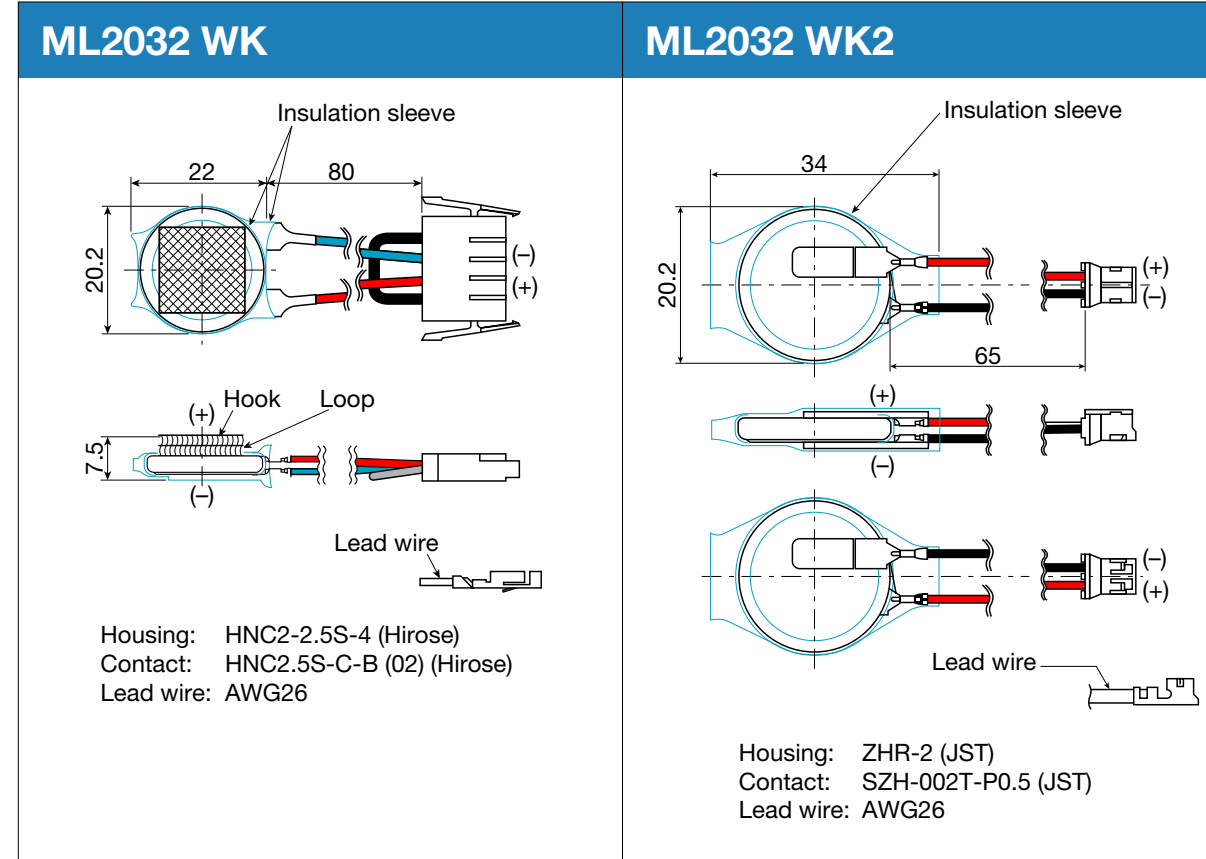 ML2032 WK
Insulation sleeve
22
80
20.2
(–)
(+)
Hook
Loop
(+)
7.5
(–)
Lead wire
Housing: HNC2-2.5S-4 (Hirose)
Contact: HNC2.5S-C-B (02) (Hirose)
Lead wire: AWG26
ML2032 WK2
Insulation sleeve
34
20.2
(+)
(–)
65
(+)
(–)
(–)
(+)
Lead wire
Housing: ZHR-2 (JST)
Contact: SZH-002T-P0.5 (JST)
Lead wire: AWG26